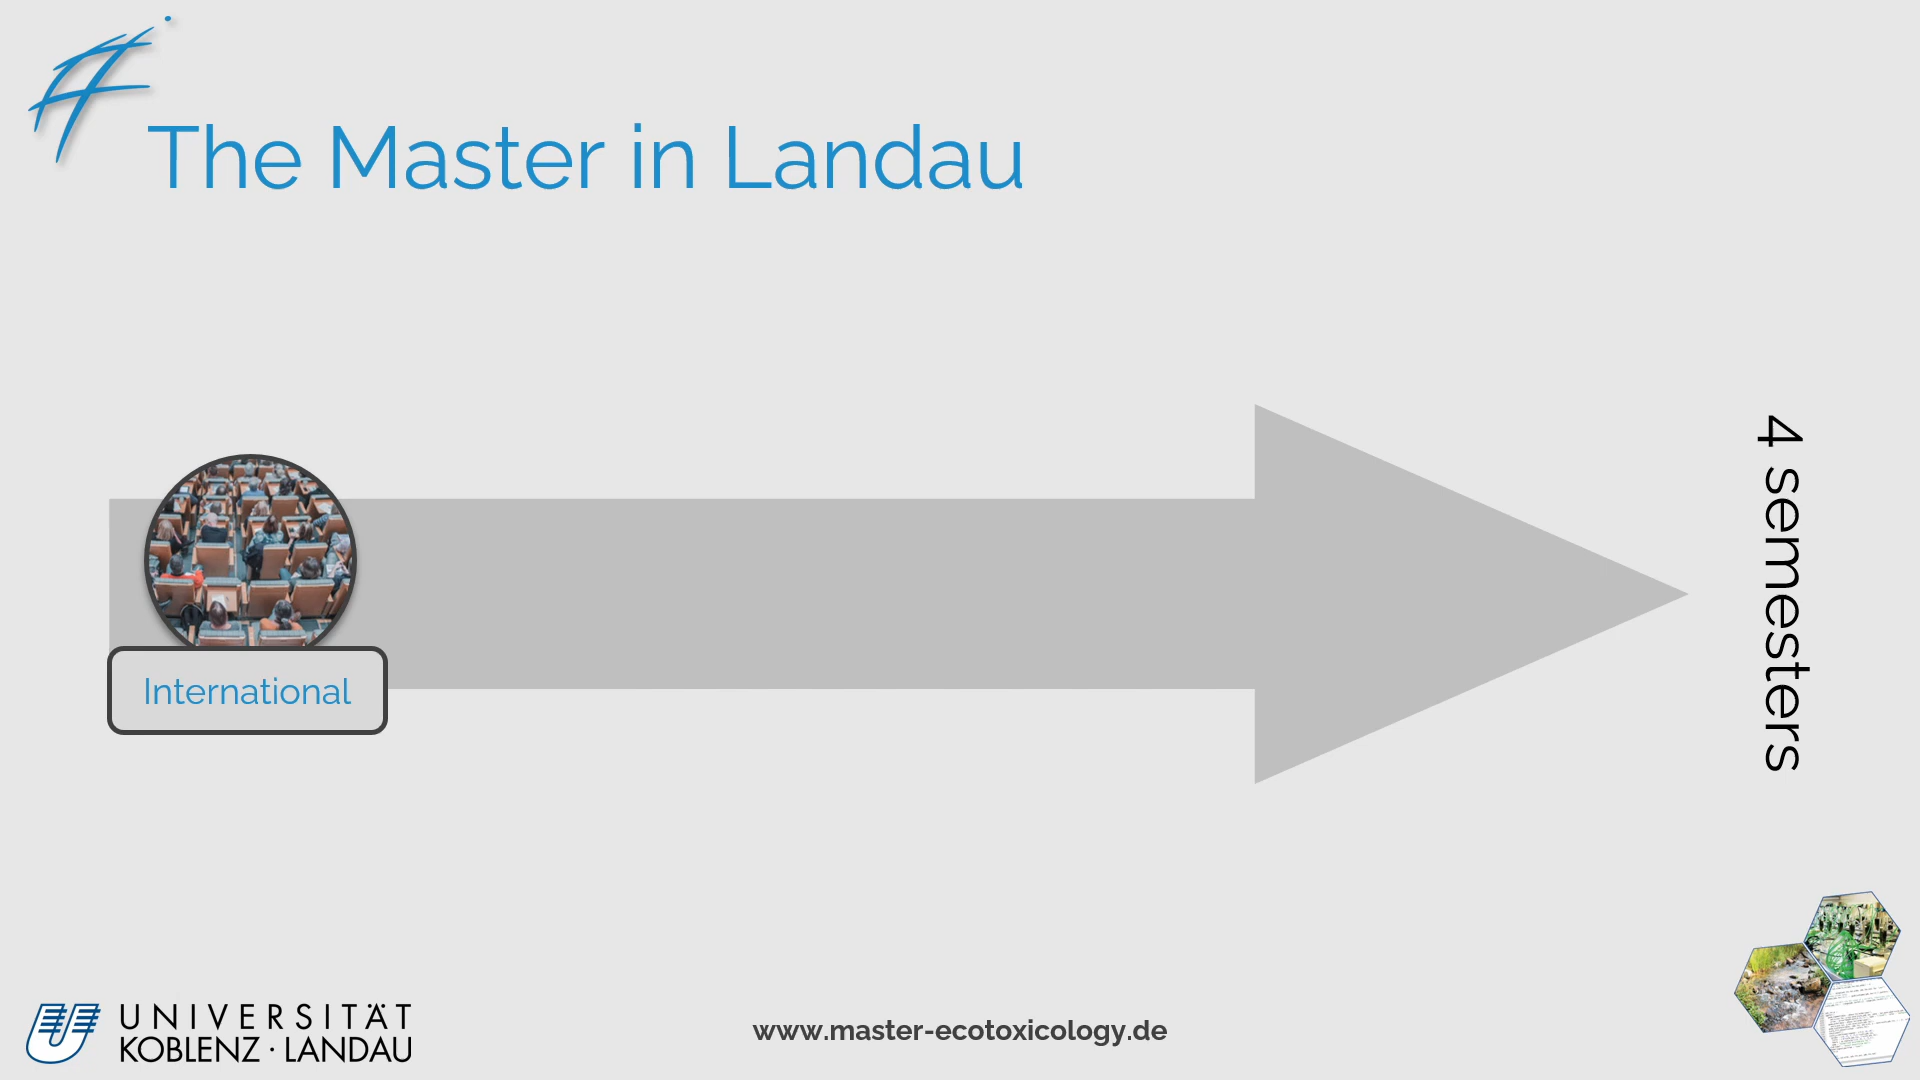 The Master in Landau
International
4 semesters
UNIVERSITÄT
KOBLENZ · LANDAU
www.master-ecotoxicology.de